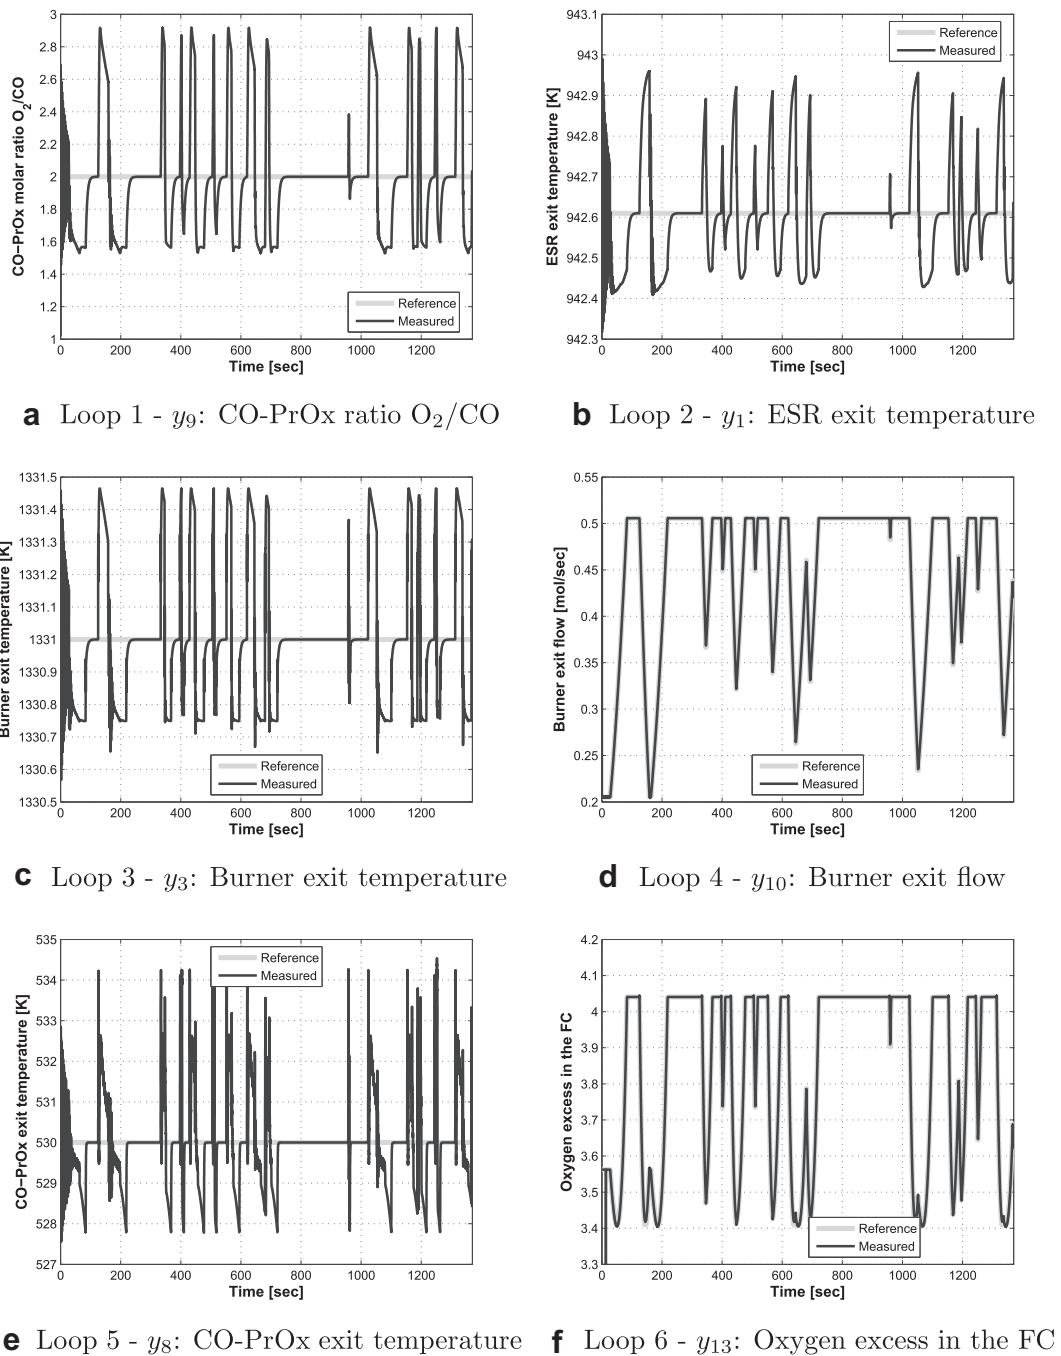 3
2.8
2.6
2.4
2.2
2
1.8
1.6
1.4
1.2
1
CO−PrOx molar ratio O2/CO
Reference
Measured
0 200 400 600 800 1000 1200
Time [sec]
a Loop 1 - y9: CO-PrOx ratio O2/CO
943.1
943
942.9
942.8
942.7
942.6
942.5
942.4
942.3
ESR exit temperature [K]
Reference
Measured
0 200 400 600 800 1000 1200
Time [sec]
b Loop 2 - y1: ESR exit temperature
1331.5
1331.4
1331.3
1331.2
1331.1
1331
1330.9
1330.8
1330.7
1330.6
1330.5
Burner exit temperature [K]
Reference
Measured
0 200 400 600 800 1000 1200
Time [sec]
c Loop 3 - y3: Burner exit temperature
0.55
0.5
0.45
0.4
0.35
0.3
0.25
0.2
Burner exit flow [mol/sec]
Reference
Measured
0 200 400 600 800 1000 1200
Time [sec]
d Loop 4 - y10: Burner exit flow
535
534
533
532
531
530
529
528
527
CO−PrOx exit temperature [K]
Reference
Measured
0 200 400 600 800 1000 1200
Time [sec]
e Loop 5 - y8: CO-PrOx exit temperature
4.2
4.1
4
3.9
3.8
3.7
3.6
3.5
3.4
3.3
Oxygen excess in the FC
Reference
Measured
0 200 400 600 800 1000 1200
Time [sec]
f Loop 6 - y13: Oxygen excess in the FC